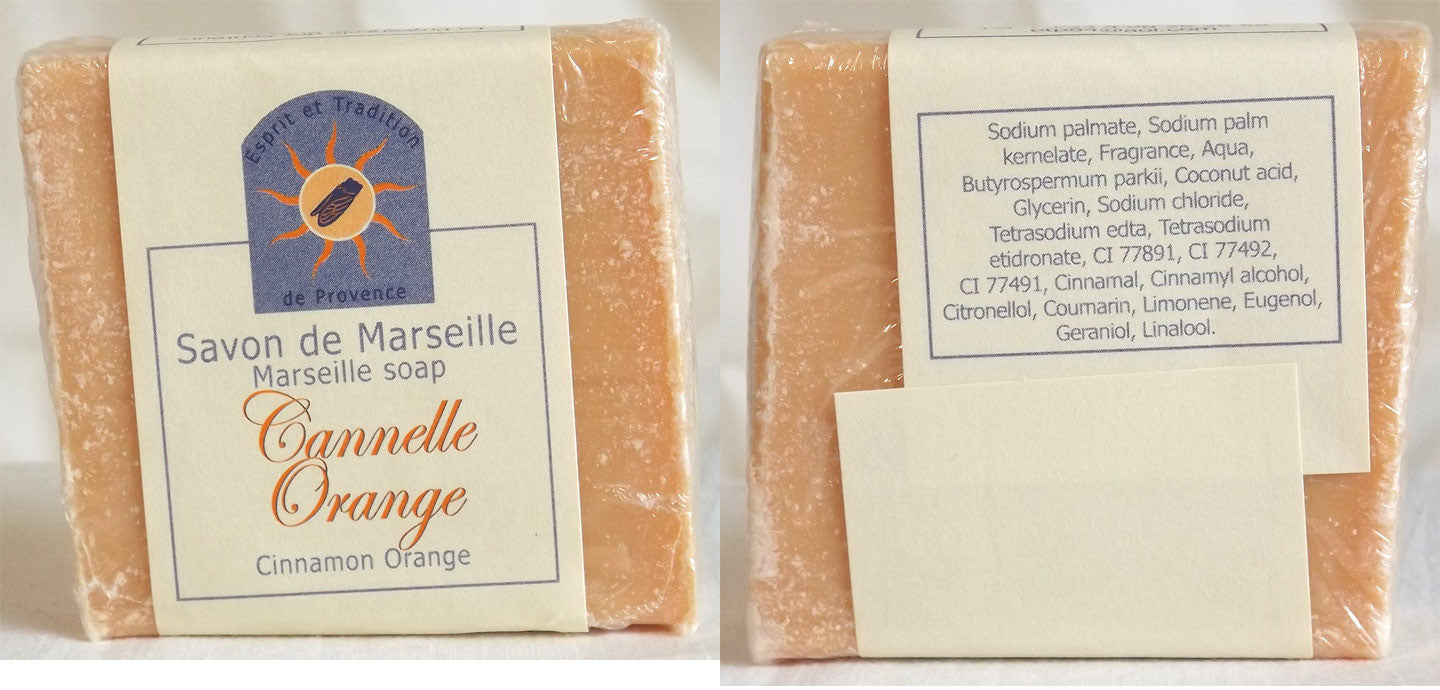 Esprit et Tradition
de Provence
Savon de Marseille
Marseille soap
Cannelle
Orange
Cinnamon Orange
Sodium palmate, Sodium palm
kernelate, Fragrance, Aqua,
Butyrospermum parkii, Coconut acid,
Glycerin, Sodium chloride,
Tetrasodium edta, Tetrasodium
etidronate, CI 77891, CI 77492,
CI 77491, Cinnamal, Cinnamyl alcohol,
Citronellol, Coumarin, Limonene, Eugenol,
Geraniol, Linalool.